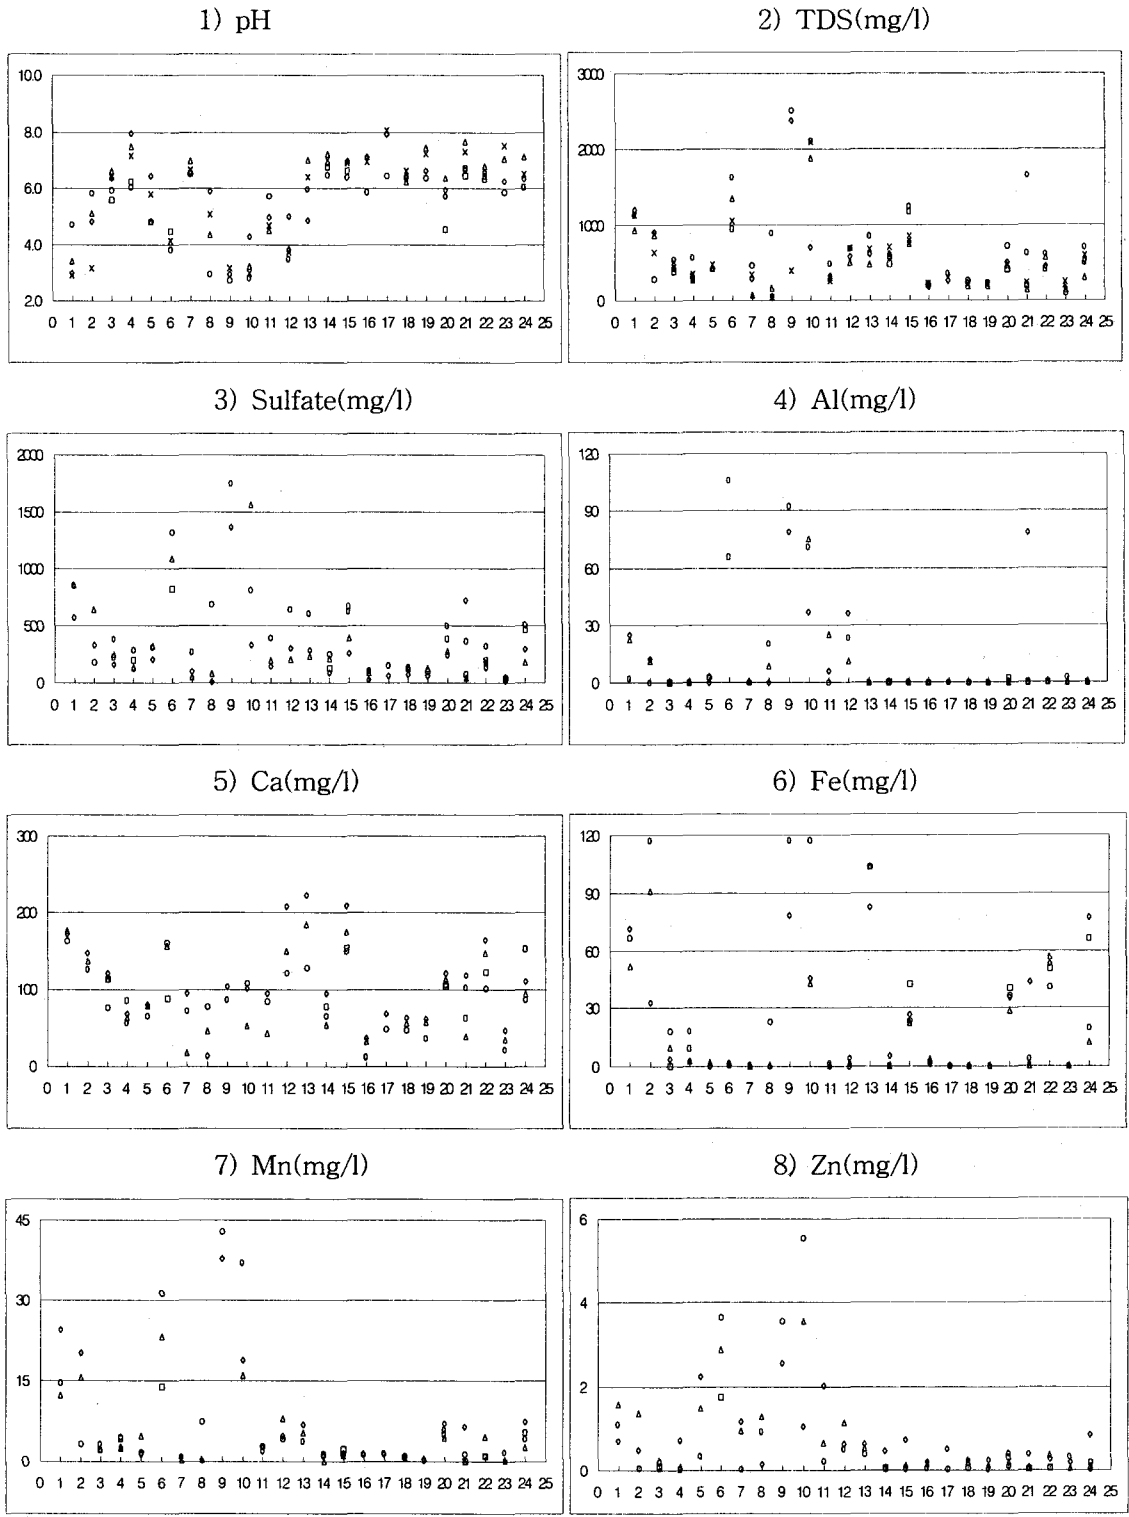 1) pH
2) TDS(mg/l)
10.0
8.0
6.0
4.0
2.0
0 1 2 3 4 5 6 7 8 9 10 11 12 13 14 15 16 17 18 19 20 21 22 23 24 25
3000
2000
1000
0
0 1 2 3 4 5 6 7 8 9 10 11 12 13 14 15 16 17 18 19 20 21 22 23 24 25
3) Sulfate(mg/l)
4) Al(mg/l)
2000
1500
1000
500
0
0 1 2 3 4 5 6 7 8 9 10 11 12 13 14 15 16 17 18 19 20 21 22 23 24 25
120
90
60
30
0
0 1 2 3 4 5 6 7 8 9 10 11 12 13 14 15 16 17 18 19 20 21 22 23 24 25
5) Ca(mg/l)
6) Fe(mg/l)
300
200
100
0
0 1 2 3 4 5 6 7 8 9 10 11 12 13 14 15 16 17 18 19 20 21 22 23 24 25
120
90
60
30
0
0 1 2 3 4 5 6 7 8 9 10 11 12 13 14 15 16 17 18 19 20 21 22 23 24 25
7) Mn(mg/l)
8) Zn(mg/l)
45
30
15
0
0 1 2 3 4 5 6 7 8 9 10 11 12 13 14 15 16 17 18 19 20 21 22 23 24 25
6
4
2
0
0 1 2 3 4 5 6 7 8 9 10 11 12 13 14 15 16 17 18 19 20 21 22 23 24 25